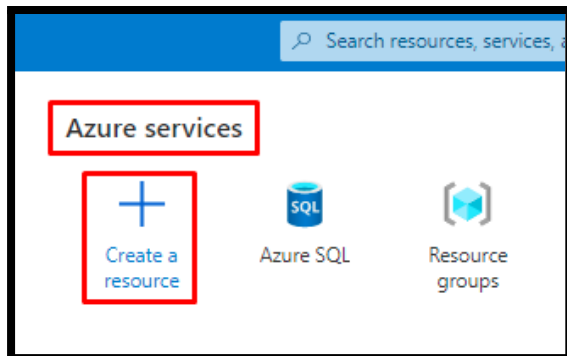 Search resources, services,
Azure services
SQL
Create a
resource
Azure SQL
Resource
groups